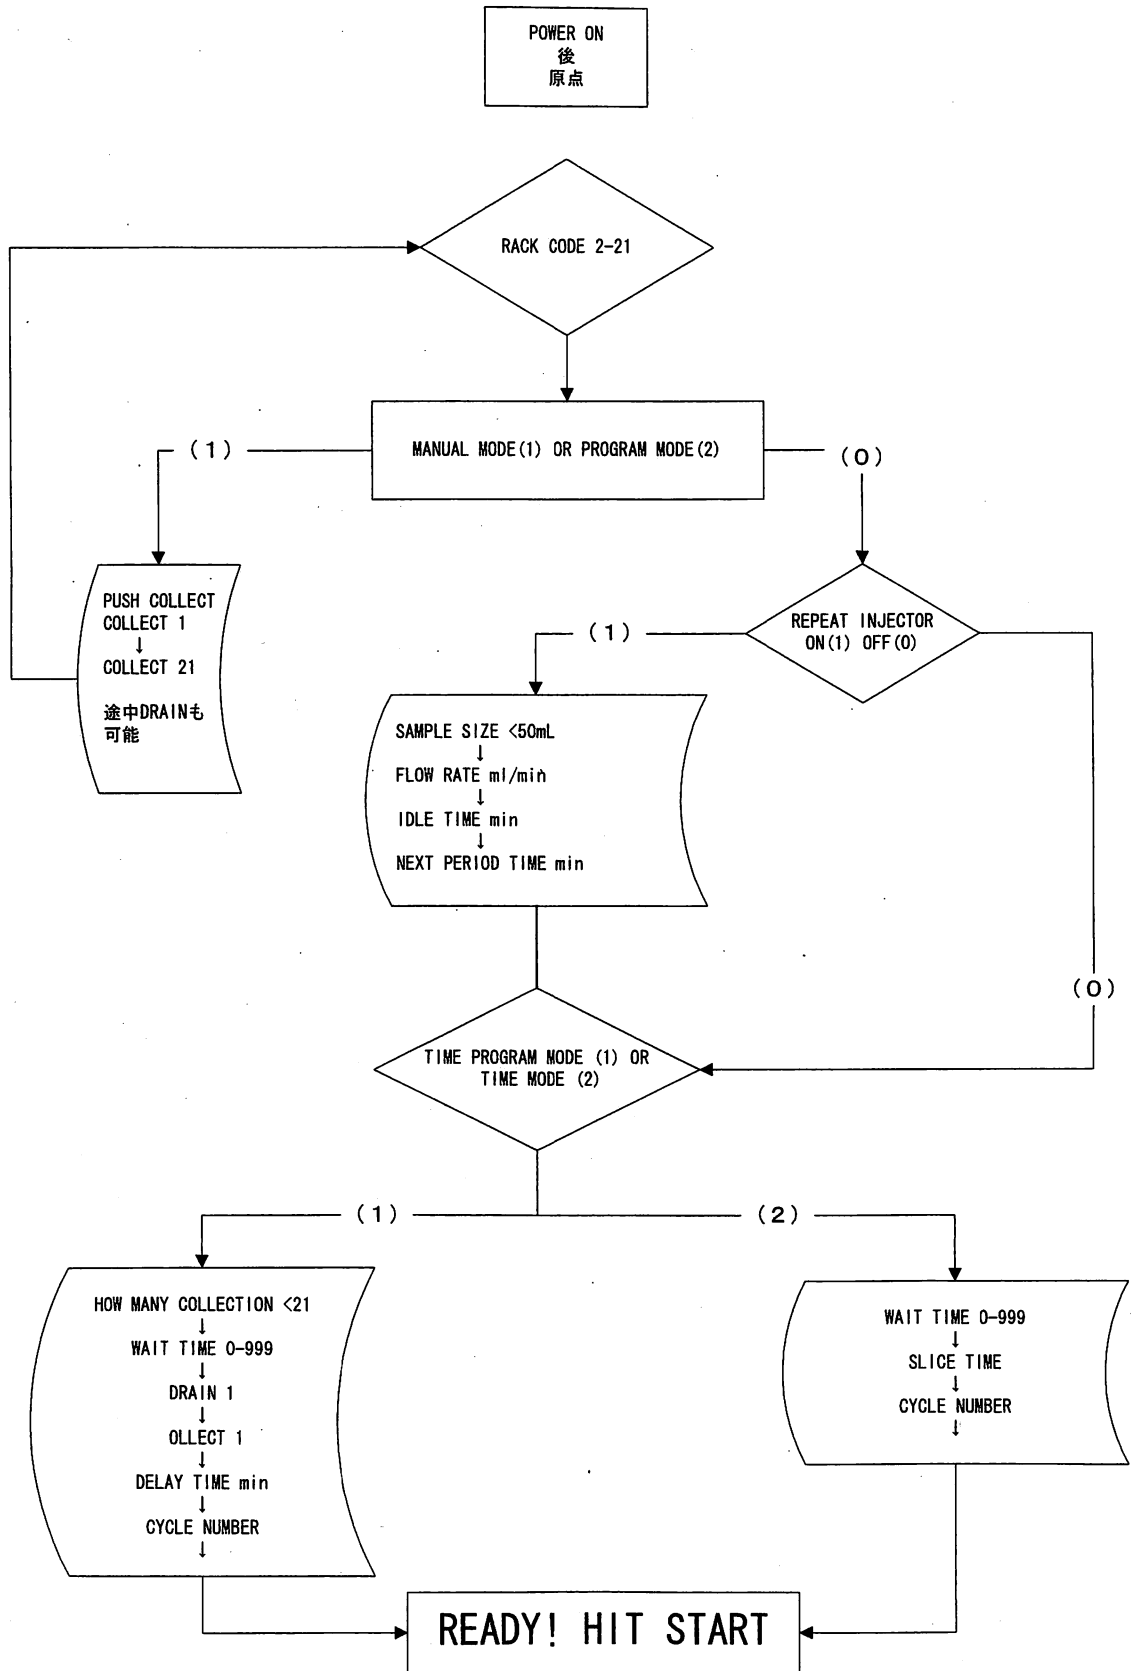 POWER ON
後
原点
RACK CODE 2-21
MANUAL MODE(1) OR PROGRAM MODE(2)
(1)
(0)
PUSH COLLECT
COLLECT 1
↓
COLLECT 21
途中DRAINも
可能
REPEAT INJECTOR
ON(1) OFF(0)
(1)
SAMPLE SIZE <50mL
↓
FLOW RATE ml/min
↓
IDLE TIME min
↓
NEXT PERIOD TIME min
(0)
TIME PROGRAM MODE (1) OR
TIME MODE (2)
(1)
(2)
HOW MANY COLLECTION <21
↓
WAIT TIME 0-999
↓
DRAIN 1
↓
OLLECT 1
↓
DELAY TIME min
↓
CYCLE NUMBER
↓
WAIT TIME 0-999
↓
SLICE TIME
↓
CYCLE NUMBER
↓
READY! HIT START